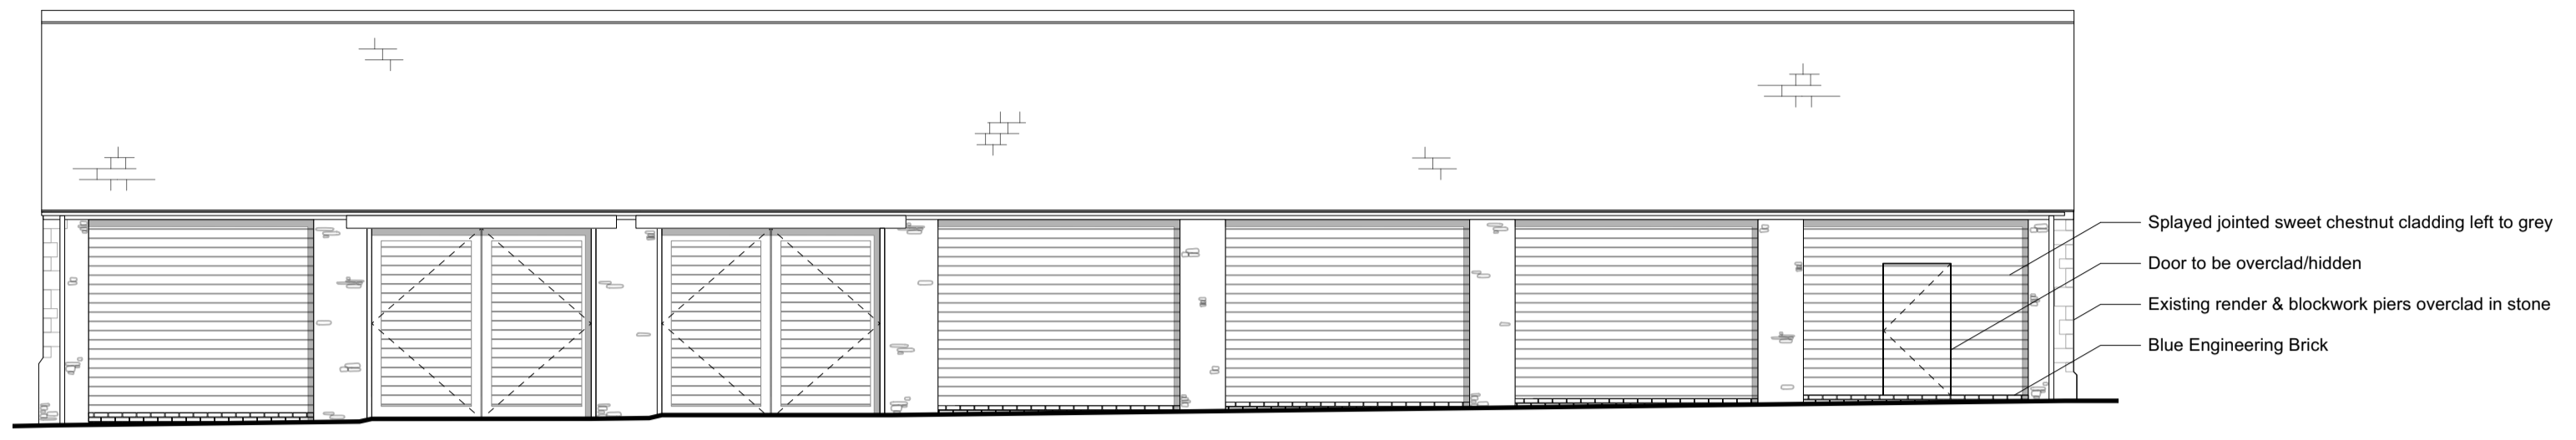 Splayed jointed sweet chestnut cladding left to grey
Door to be overclad/hidden
Existing render & blockwork piers overclad in stone
Blue Engineering Brick